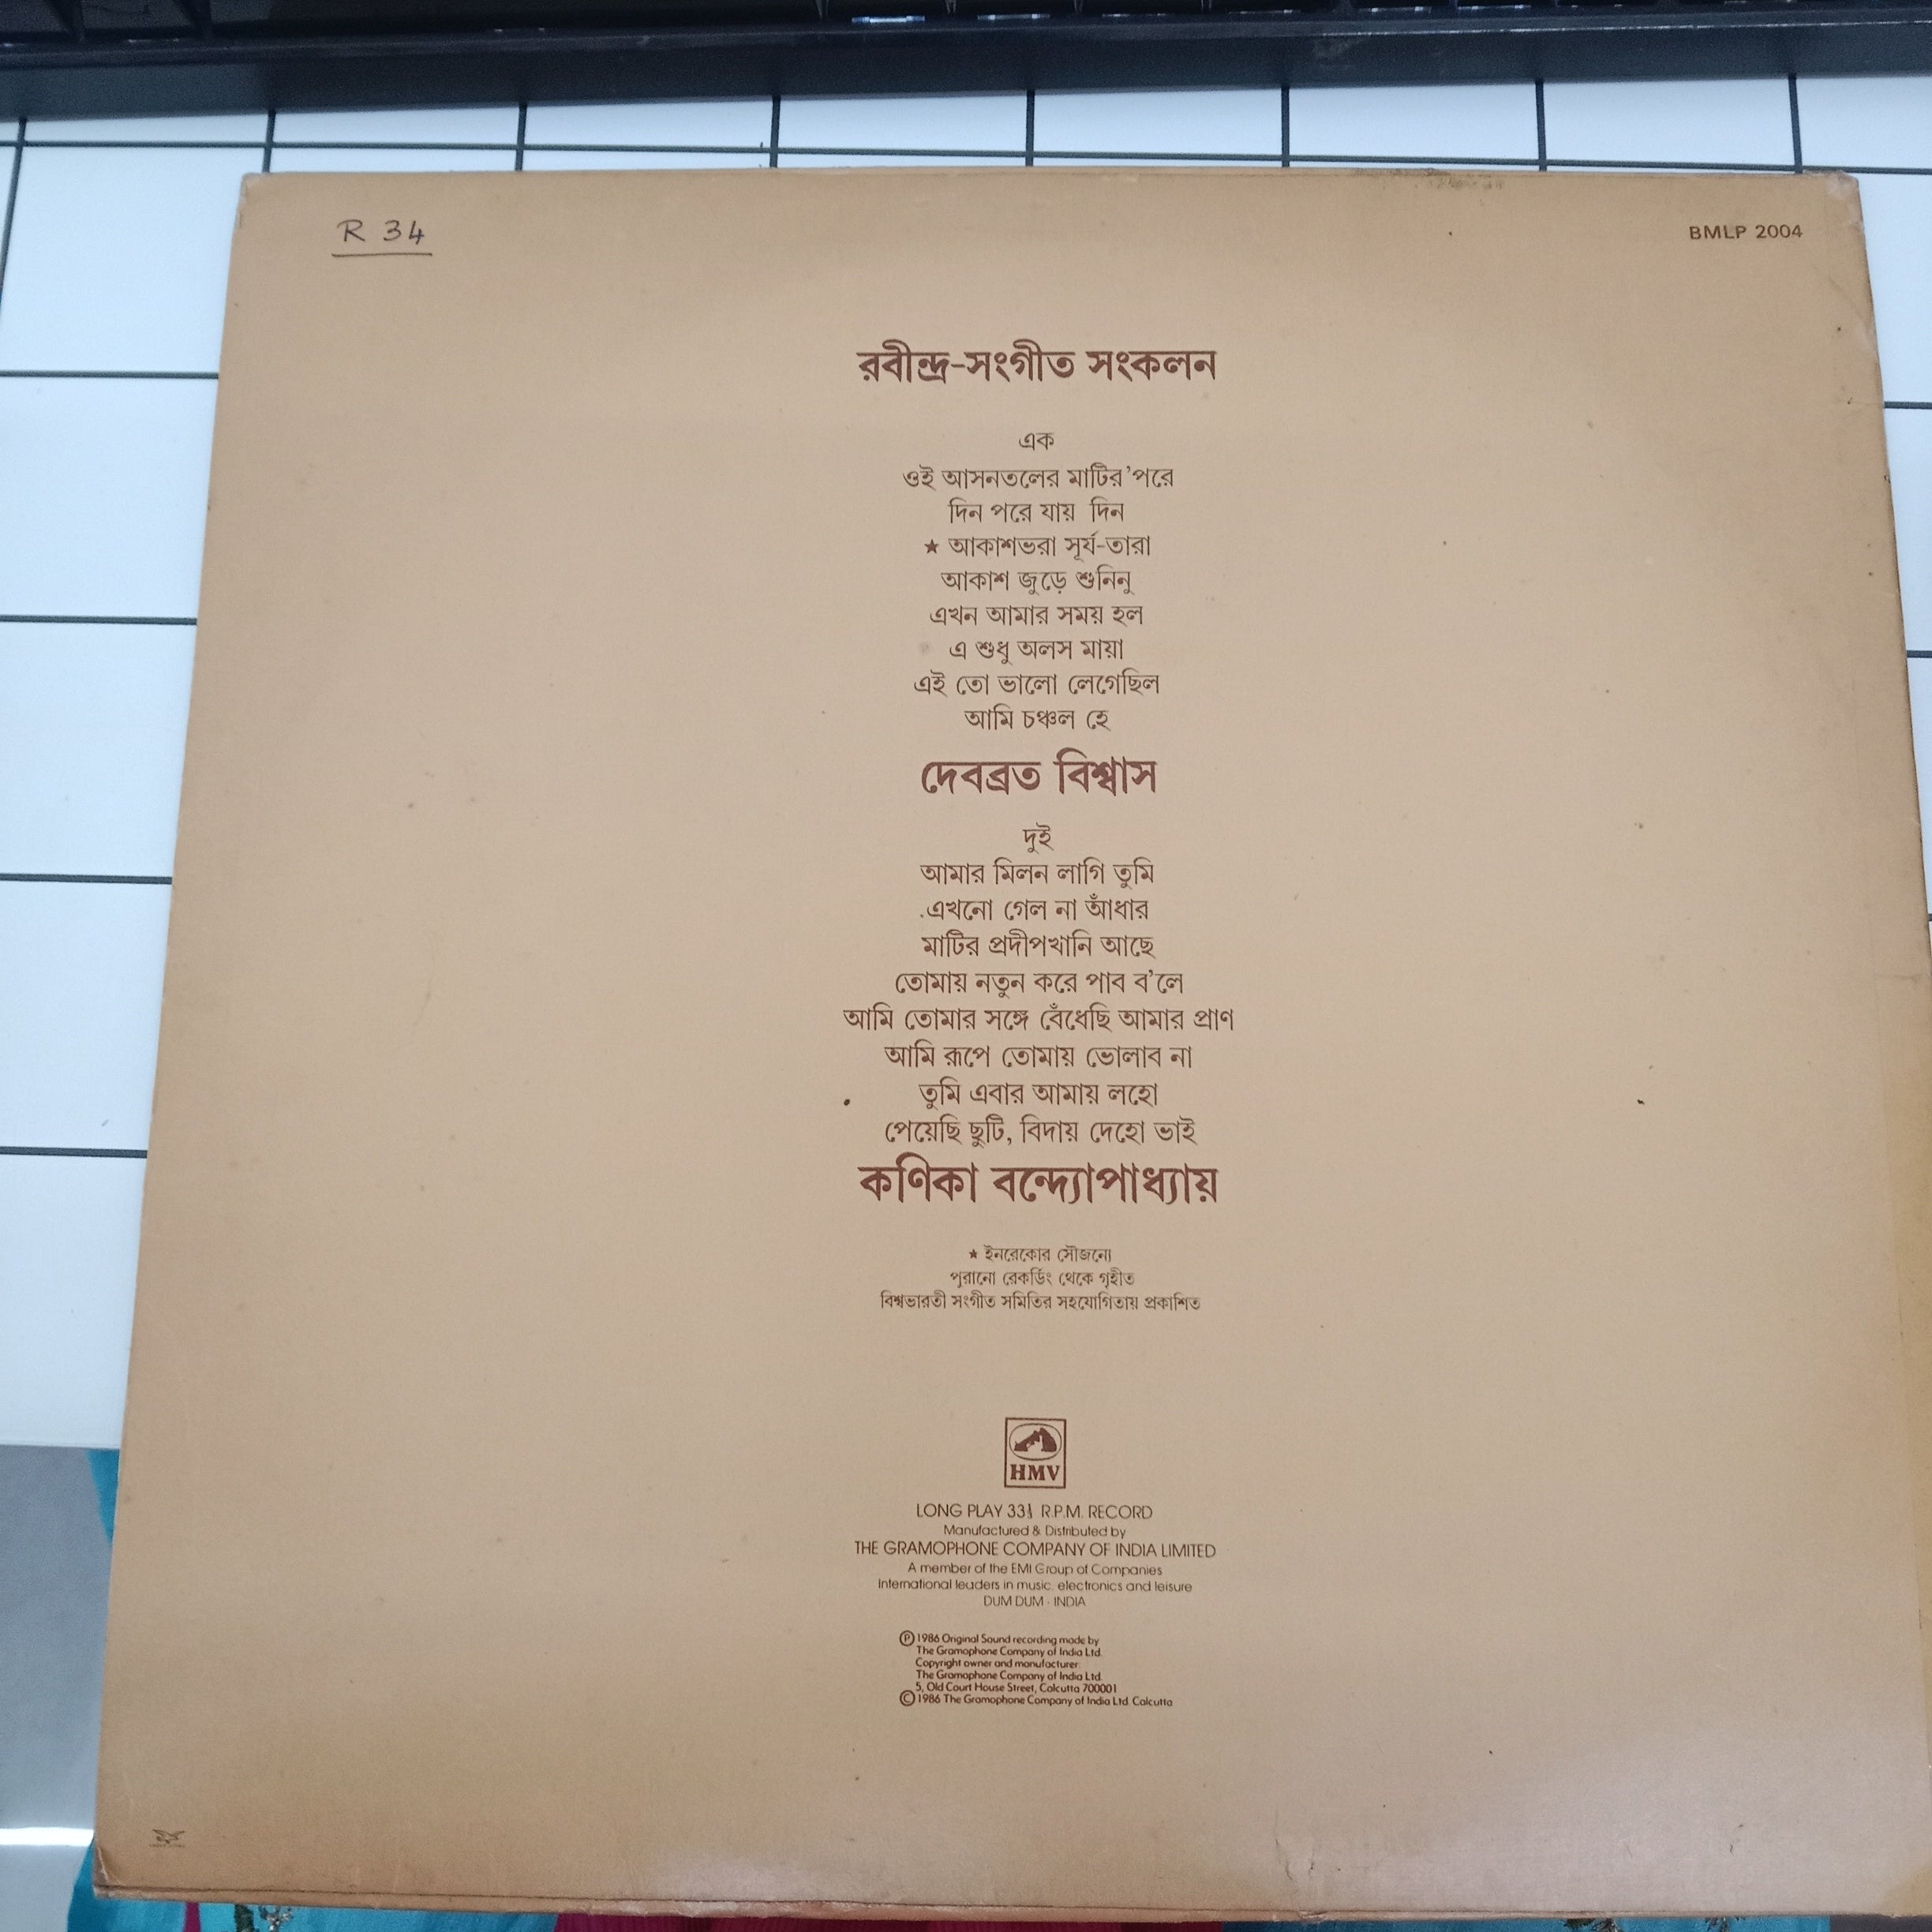 R 34
BMLP 2004
রবীন্দ্র-সংগীত সংকলন
এক
ওই আসনতলের মাটির'পরে
দিন পরে যায় দিন
★ আকাশভরা সূর্য-তারা
আকাশ জুড়ে শুনিনু
এখন আমার সময় হল
এ শুধু অলস মায়া
এই তো ভালো লেগেছিল
আমি চঞ্চল হে
দেবব্রত বিশ্বাস
দুই
আমার মিলন লাগি তুমি
এখনো গেল না আঁধার
মাটির প্রদীপখানি আছে
তোমায় নতুন করে পাব ব'লে
আমি তোমার সঙ্গে বেঁধেছি আমার প্রাণ
আমি রূপে তোমায় ভোলাব না
তুমি এবার আমায় লহো
পেয়েছি ছুটি, বিদায় দেহো ভাই
কণিকা বন্দ্যোপাধ্যায়
★ ইনরেকোর সৌজন্যে
পুরানো রেকর্ডিং থেকে গৃহীত
বিশ্বভারতী সংগীত সমিতির সহযোগিতায় প্রকাশিত
HMV
LONG PLAY 33⅓ R.P.M. RECORD
Manufactured & Distributed by
THE GRAMOPHONE COMPANY OF INDIA LIMITED
A member of the EMI Group of Companies
International leaders in music, electronics and leisure
DUM DUM · INDIA
Ⓟ 1986 Original Sound recording made by
The Gramophone Company of India Ltd.
Copyright owner and manufacturer:
The Gramophone Company of India Ltd.
5, Old Court House Street, Calcutta 700001
© 1986 The Gramophone Company of India Ltd. Calcutta